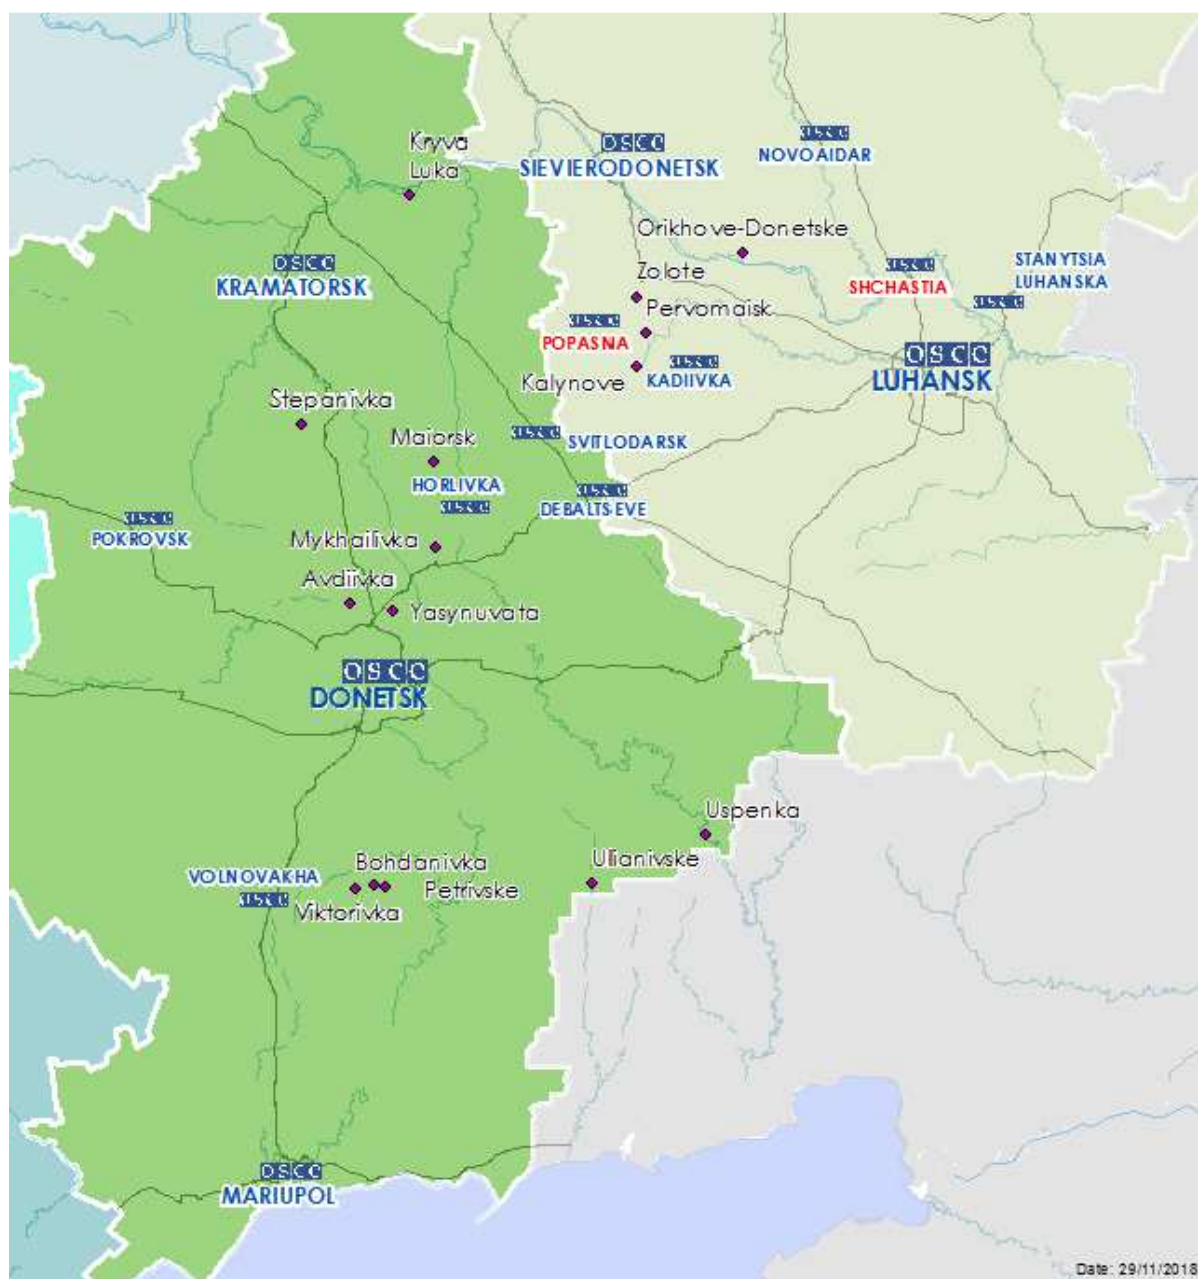 Kryva
Luka
OSCE
SIEVIERODONETSK
OSCE
NOVOAIDAR
Orikhove-Donetske
OSCE
KRAMATORSK
Zolote
OSCE
SHCHASTIA
STANYTSIA
LUHANSKA
OSCE
Pervomaisk
OSCE
POPASNA
OSCE
LUHANSK
OSCE
KADIIVKA
Kalynove
Stepanivka
Maiorsk
OSCE
SVITLODARSK
HORLIVKA
OSCE
OSCE
DEBALTSEVE
OSCE
POKROVSK
Mykhailivka
Avdiivka
Yasynuvata
OSCE
DONETSK
Uspenka
Bohdanivka
Ulianivske
VOLNOVAKHA
OSCE
Petrivske
Viktorivka
OSCE
MARIUPOL
Date: 29/11/2018